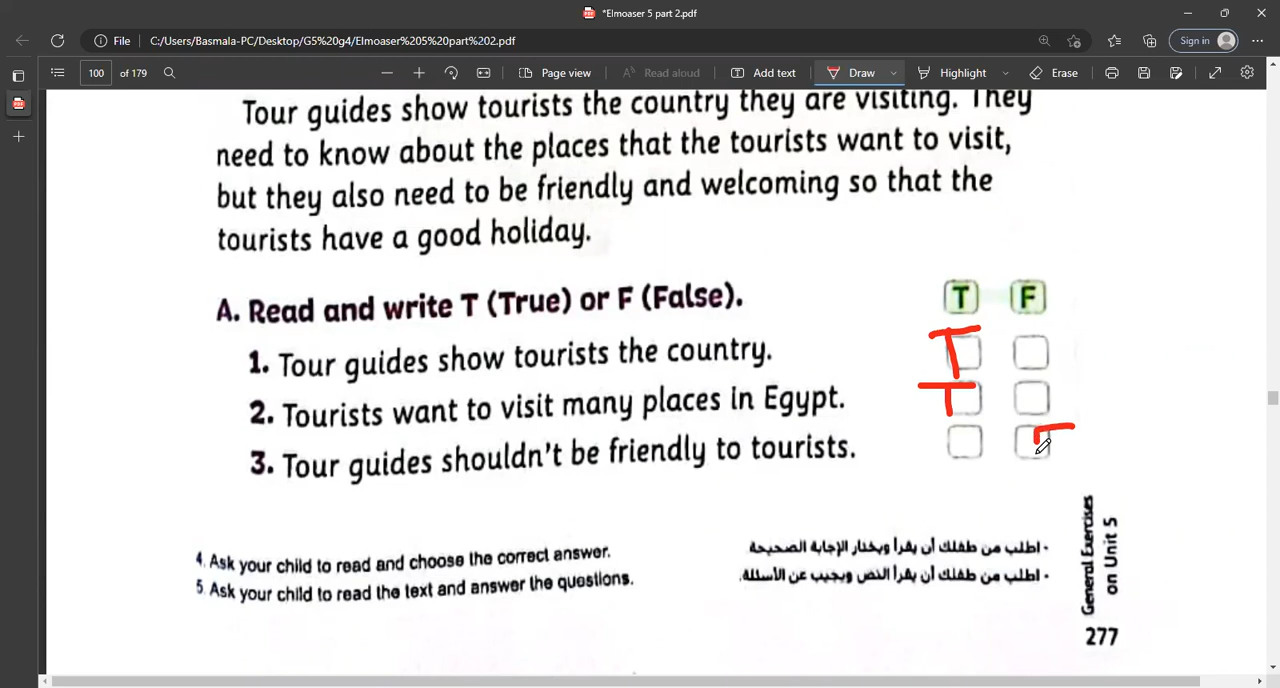 *Elmoaser 5 part 2.pdf
File C:/Users/Basmala-PC/Desktop/G5%20g4/Elmoaser%205%20part%202.pdf Sign in
100 of 179 Page view Read aloud Add text Draw Highlight Erase
Tour guides show tourists the country they are visiting. They
need to know about the places that the tourists want to visit,
but they also need to be friendly and welcoming so that the
tourists have a good holiday.
A. Read and write T (True) or F (False). T F
1. Tour guides show tourists the country. T
2. Tourists want to visit many places in Egypt. T
3. Tour guides shouldn't be friendly to tourists.
4. Ask your child to read and choose the correct answer.
5. Ask your child to read the text and answer the questions.
• اطلب من طفلك أن يقرأ ويختار الإجابة الصحيحة
• اطلب من طفلك أن يقرأ النص ويجيب عن الأسئلة.
General Exercises
on Unit 5
277